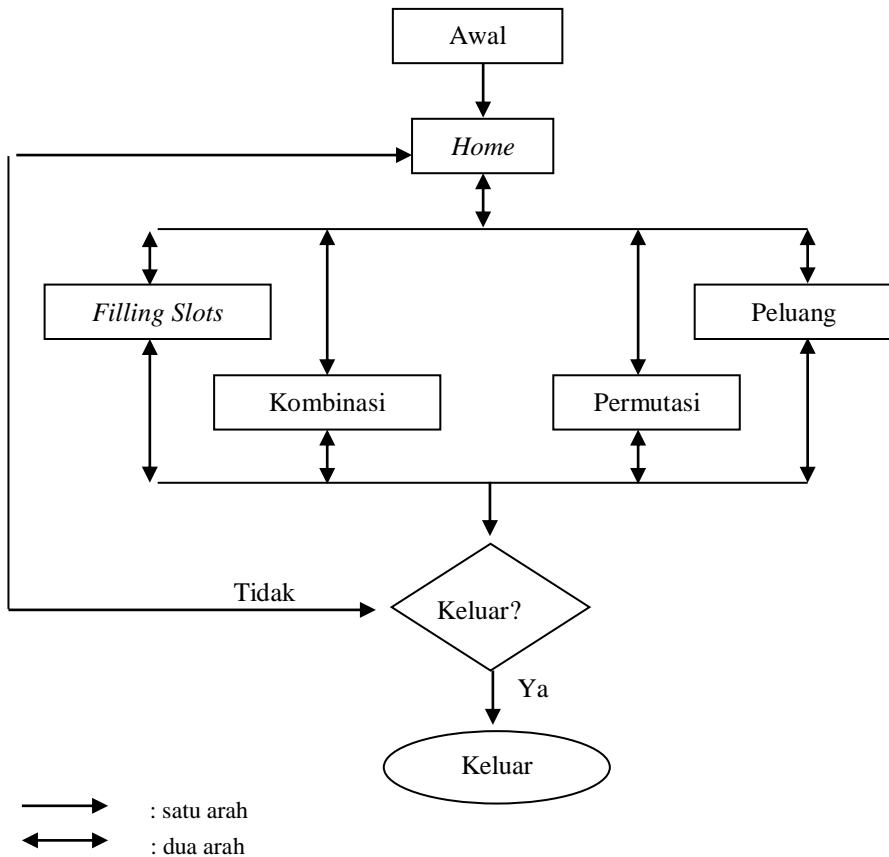 Awal
Home
Filling Slots
Peluang
Kombinasi
Permutasi
Tidak
Keluar?
Ya
Keluar
: satu arah
: dua arah